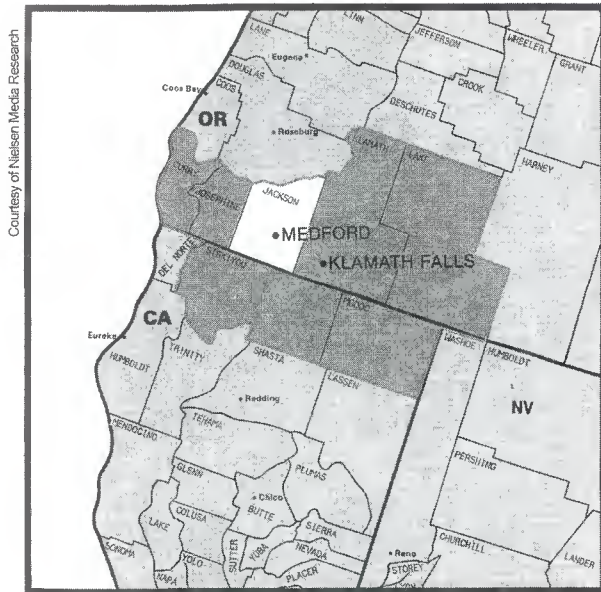 Courtesy of Nielsen Media Research
LINN
LANE
JEFFERSON
WHEELER
GRANT
Eugene
DOUGLAS
CROOK
Coos Bay
COOS
DESCHUTES
OR
Roseburg
KLAMATH
LAKE
HARNEY
CURRY
JOSEPHINE
JACKSON
MEDFORD
KLAMATH FALLS
DEL NORTE
SISKIYOU
MODOC
CA
WASHOE
HUMBOLDT
Eureka
HUMBOLDT
TRINITY
SHASTA
LASSEN
NV
Redding
TEHAMA
MENDOCINO
PERSHING
GLENN
PLUMAS
Chico
BUTTE
LAKE
COLUSA
SIERRA
CHURCHILL
LANDER
SUTTER
YUBA
NEVADA
Reno
SONOMA
YOLO
PLACER
STOREY
NAPA